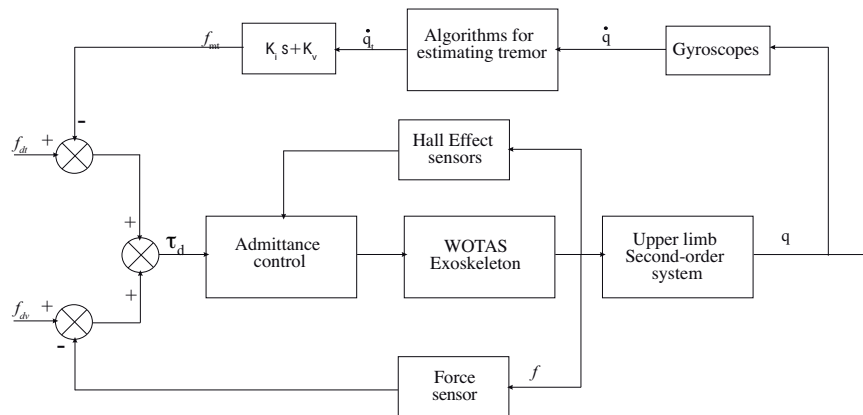 f_mt
K_i s + K_v
q̇_t
Algorithms for
estimating tremor
q̇
Gyroscopes
-
+
f_dt
Hall Effect
sensors
+
τ_d
Admittance
control
WOTAS
Exoskeleton
Upper limb
Second-order
system
q
+
+
f_dv
-
Force
sensor
f